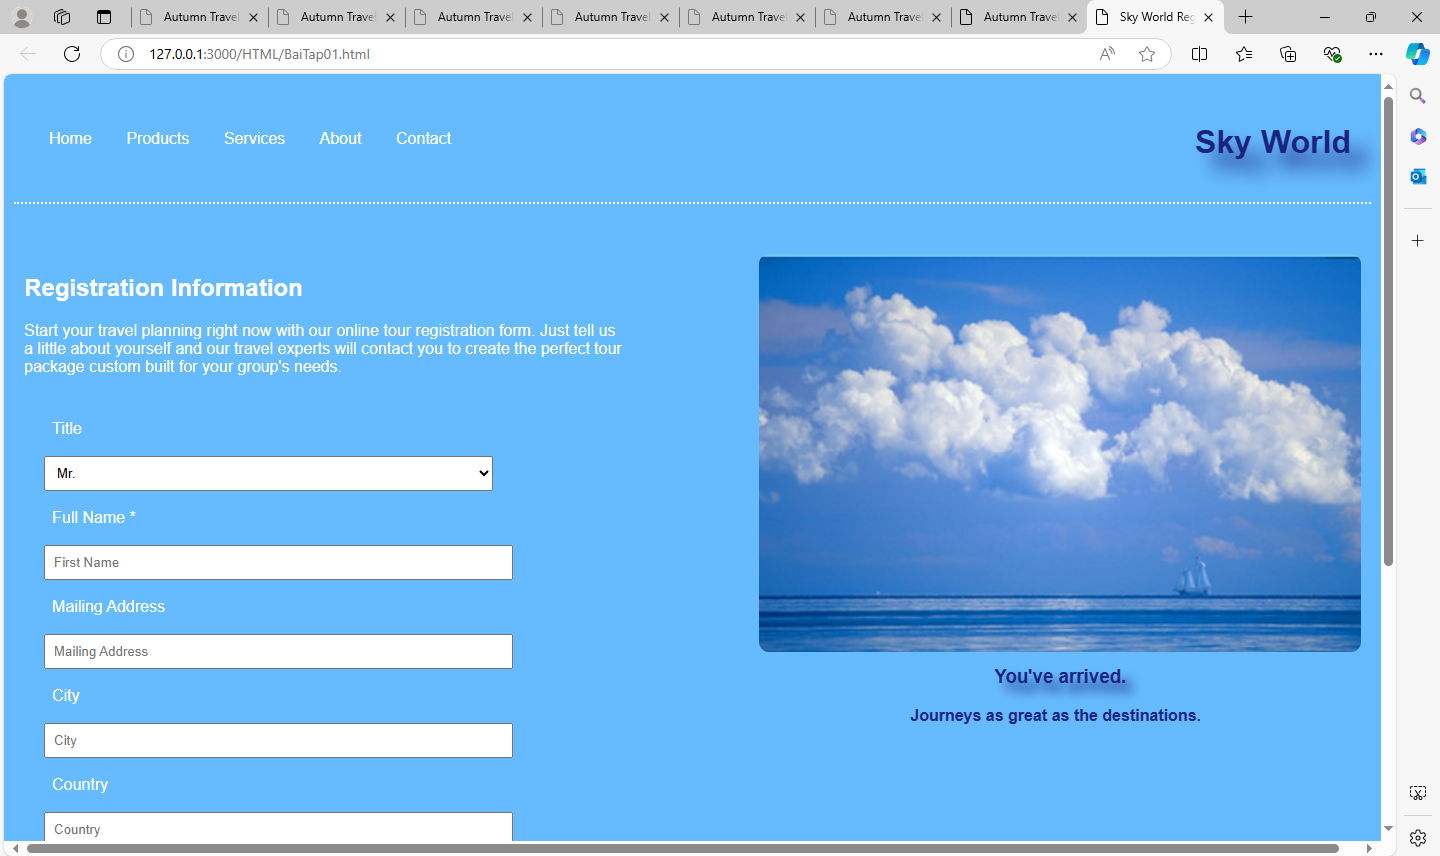 Autumn Travel
Autumn Travel
Autumn Travel
Autumn Travel
Autumn Travel
Autumn Travel
Autumn Travel
Sky World Reg
127.0.0.1:3000/HTML/BaiTap01.html
Home Products Services About Contact
Sky World
Registration Information
Start your travel planning right now with our online tour registration form. Just tell us
a little about yourself and our travel experts will contact you to create the perfect tour
package custom built for your group's needs.
Title
Mr.
Full Name *
First Name
Mailing Address
Mailing Address
City
City
Country
Country
You've arrived.
Journeys as great as the destinations.